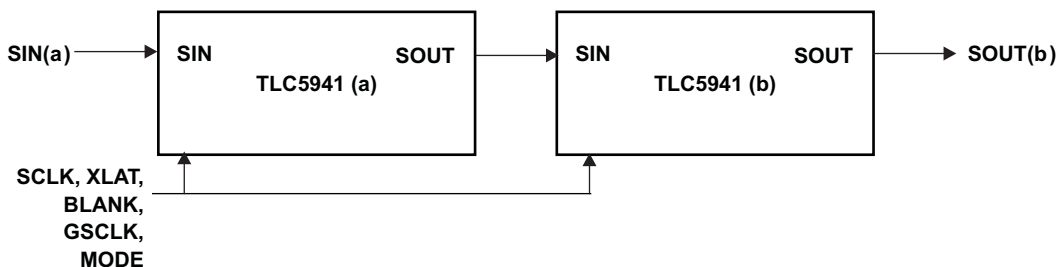 SIN(a)
SIN
SOUT
TLC5941 (a)
SIN
SOUT
TLC5941 (b)
SOUT(b)
SCLK, XLAT,
BLANK,
GSCLK,
MODE